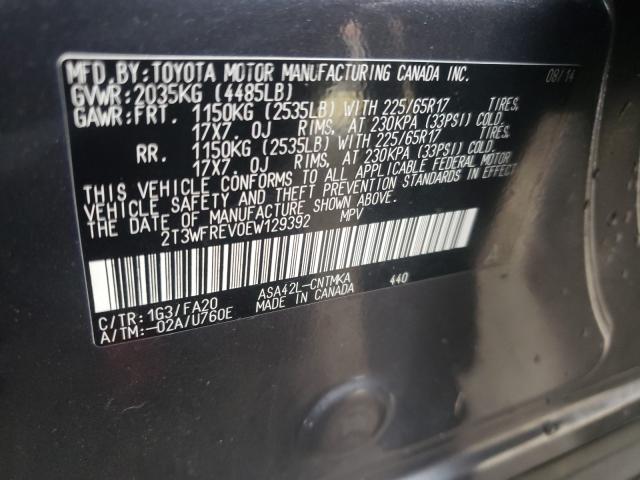 MFD. BY: TOYOTA MOTOR MANUFACTURING CANADA INC. 08/14
GVWR: 2035KG (4485LB)
GAWR: FRT. 1150KG (2535LB) WITH 225/65R17 TIRES,
17X7.0J RIMS, AT 230KPA (33PSI) COLD.
RR. 1150KG (2535LB) WITH 225/65R17 TIRES,
17X7.0J RIMS, AT 230KPA (33PSI) COLD.
THIS VEHICLE CONFORMS TO ALL APPLICABLE FEDERAL MOTOR
VEHICLE SAFETY AND THEFT PREVENTION STANDARDS IN EFFECT ON
THE DATE OF MANUFACTURE SHOWN ABOVE.
2T3WFREV0EW129392 MPV
C/TR: 1G3/FA20 ASA42L-CNTMKA 440
A/TM: -02A/U760E MADE IN CANADA